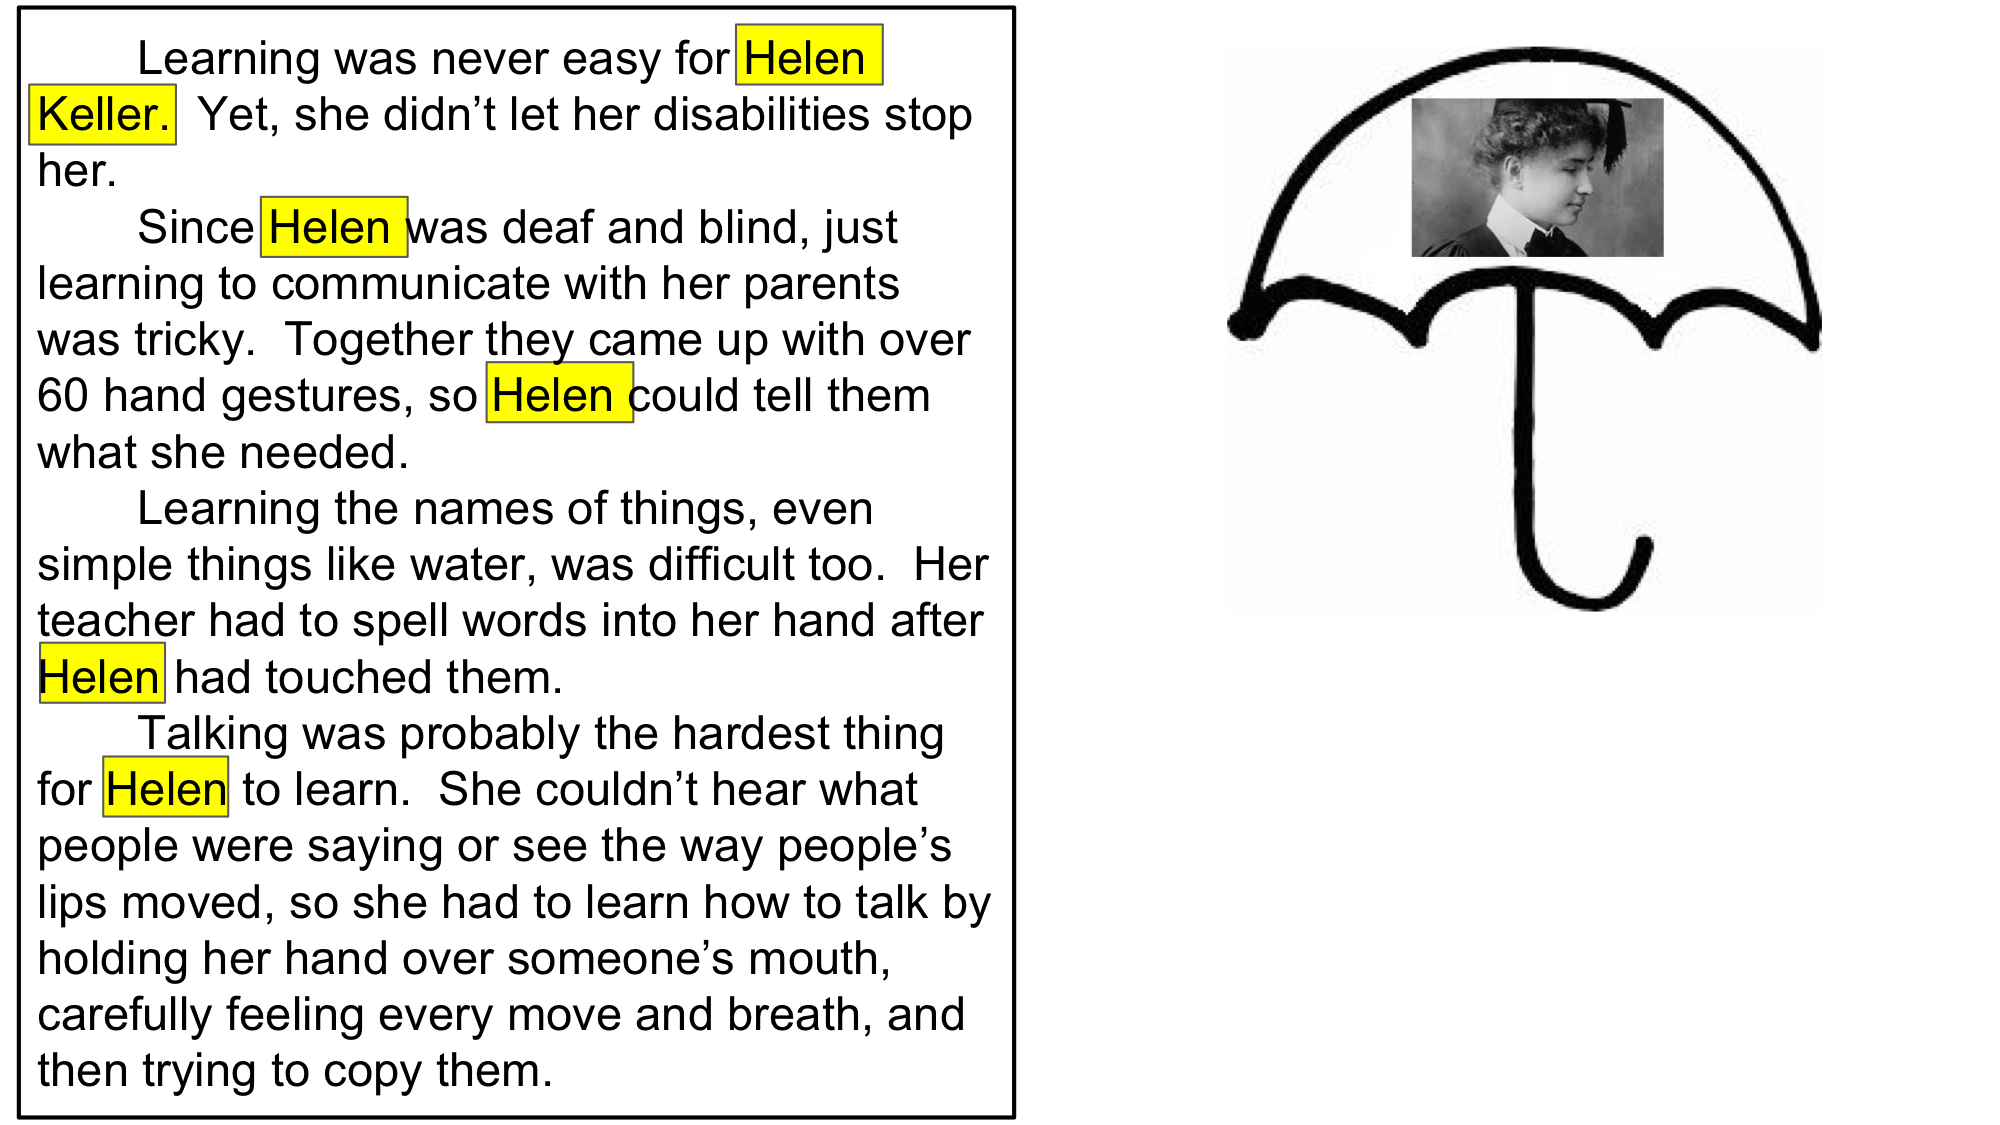 Learning was never easy for Helen
Keller.  Yet, she didn’t let her disabilities stop
her.
Since Helen was deaf and blind, just
learning to communicate with her parents
was tricky.  Together they came up with over
60 hand gestures, so Helen could tell them
what she needed.
Learning the names of things, even
simple things like water, was difficult too.  Her
teacher had to spell words into her hand after
Helen had touched them.
Talking was probably the hardest thing
for Helen to learn.  She couldn’t hear what
people were saying or see the way people’s
lips moved, so she had to learn how to talk by
holding her hand over someone’s mouth,
carefully feeling every move and breath, and
then trying to copy them.